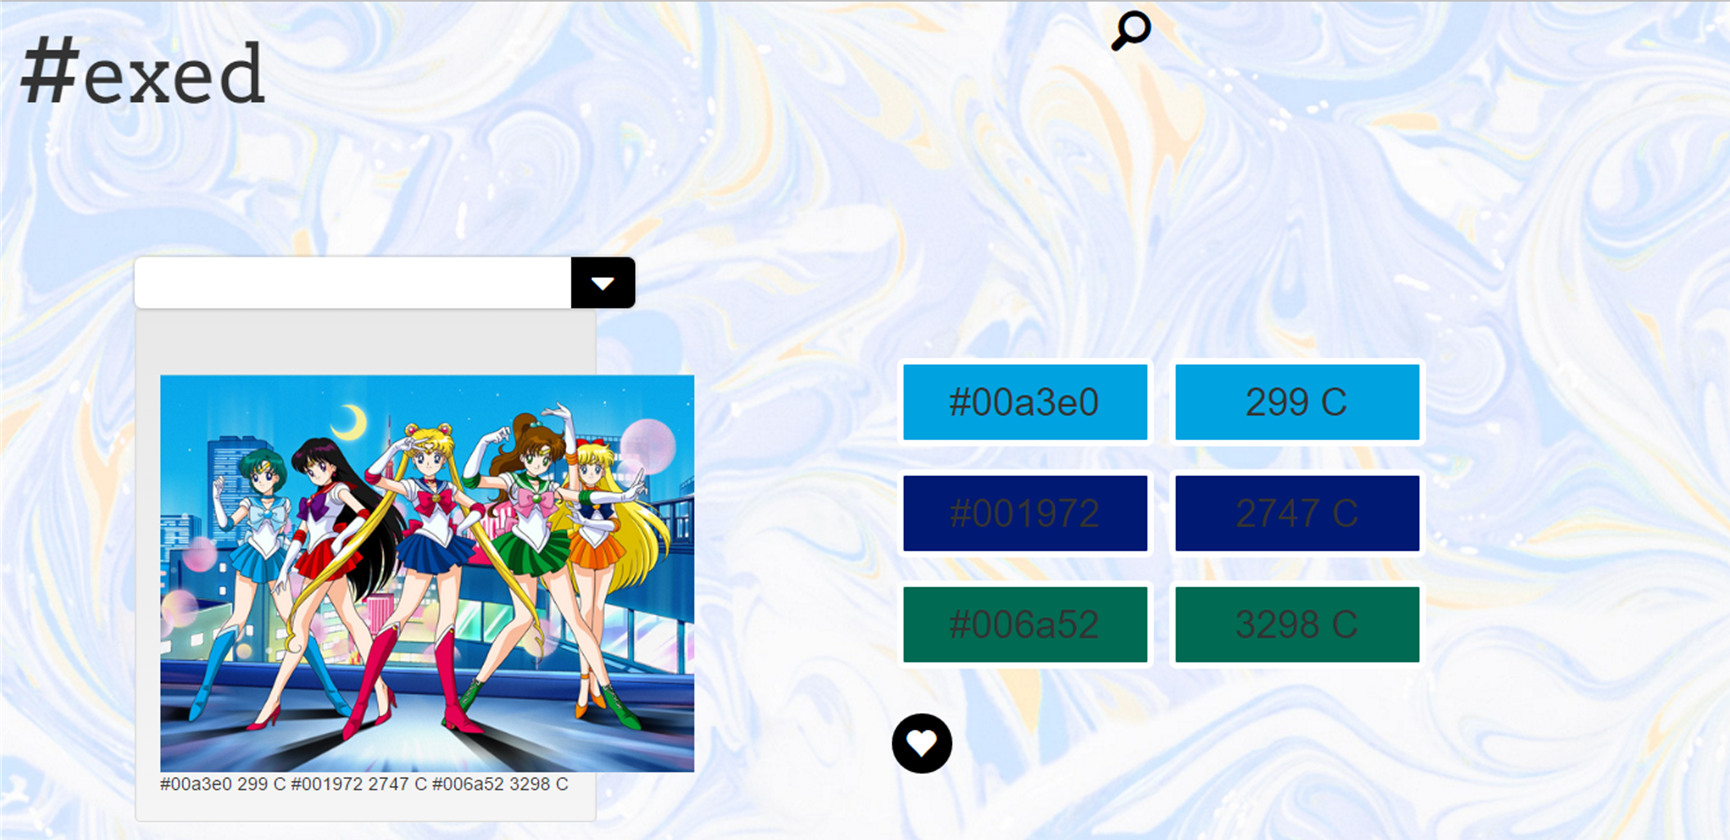 #exed
#00a3e0 299 C
#001972 2747 C
#006a52 3298 C
#00a3e0 299 C #001972 2747 C #006a52 3298 C